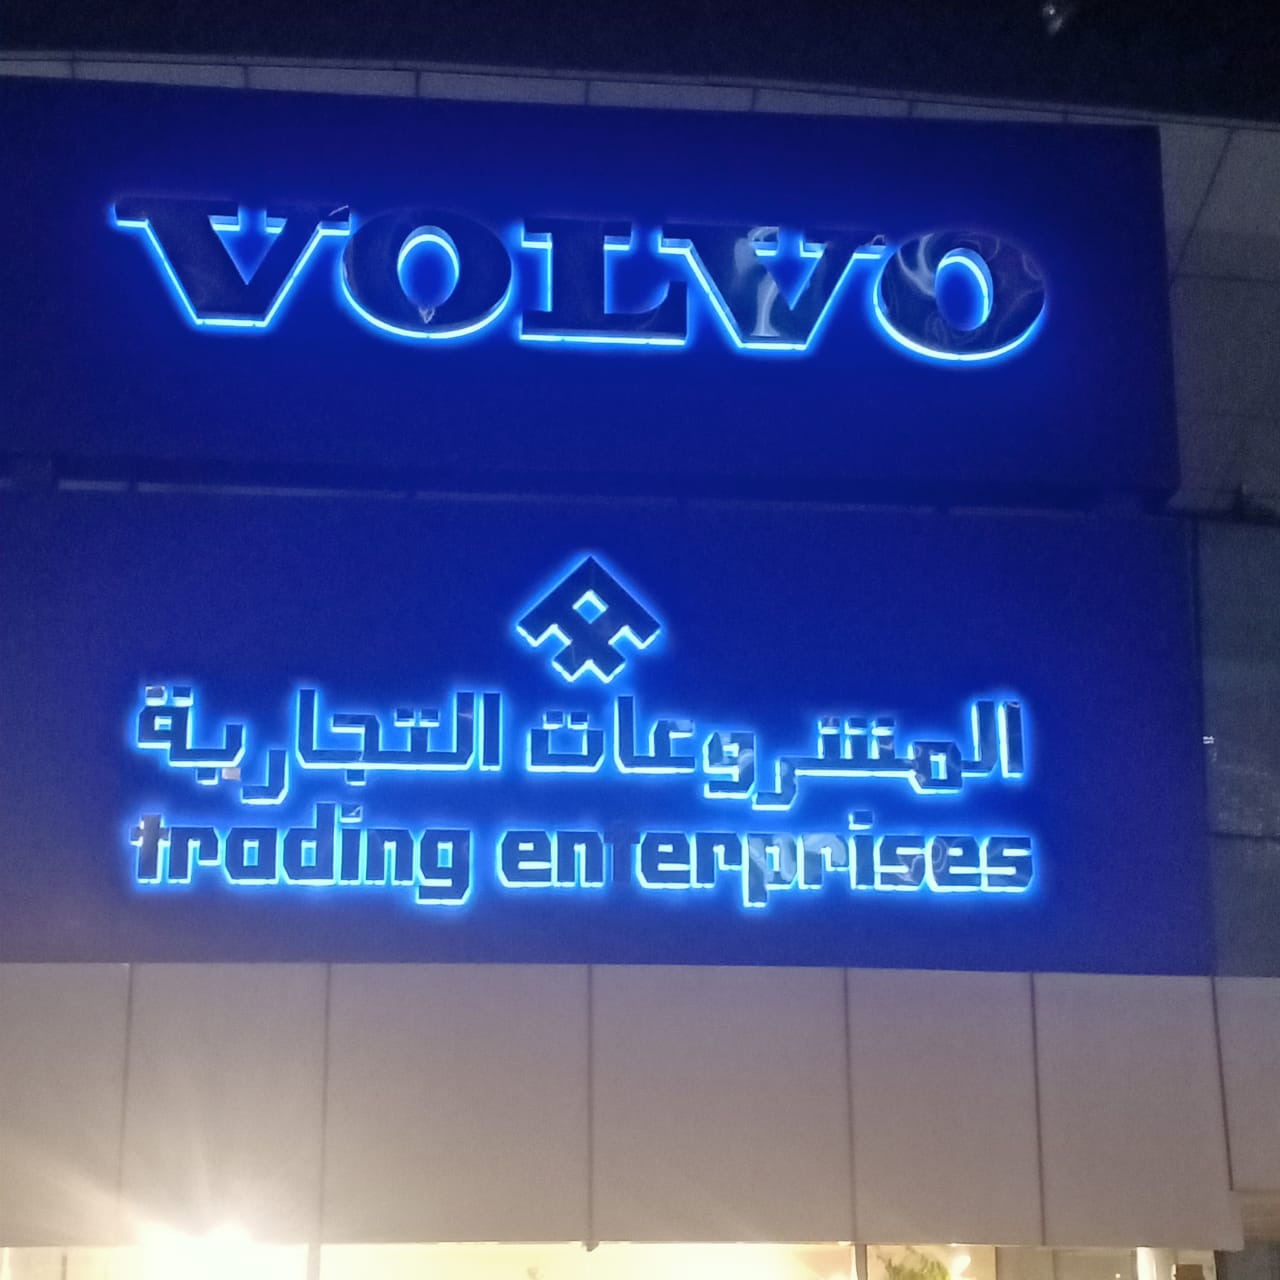 VOLVO
المشروعات التجارية
trading enterprises